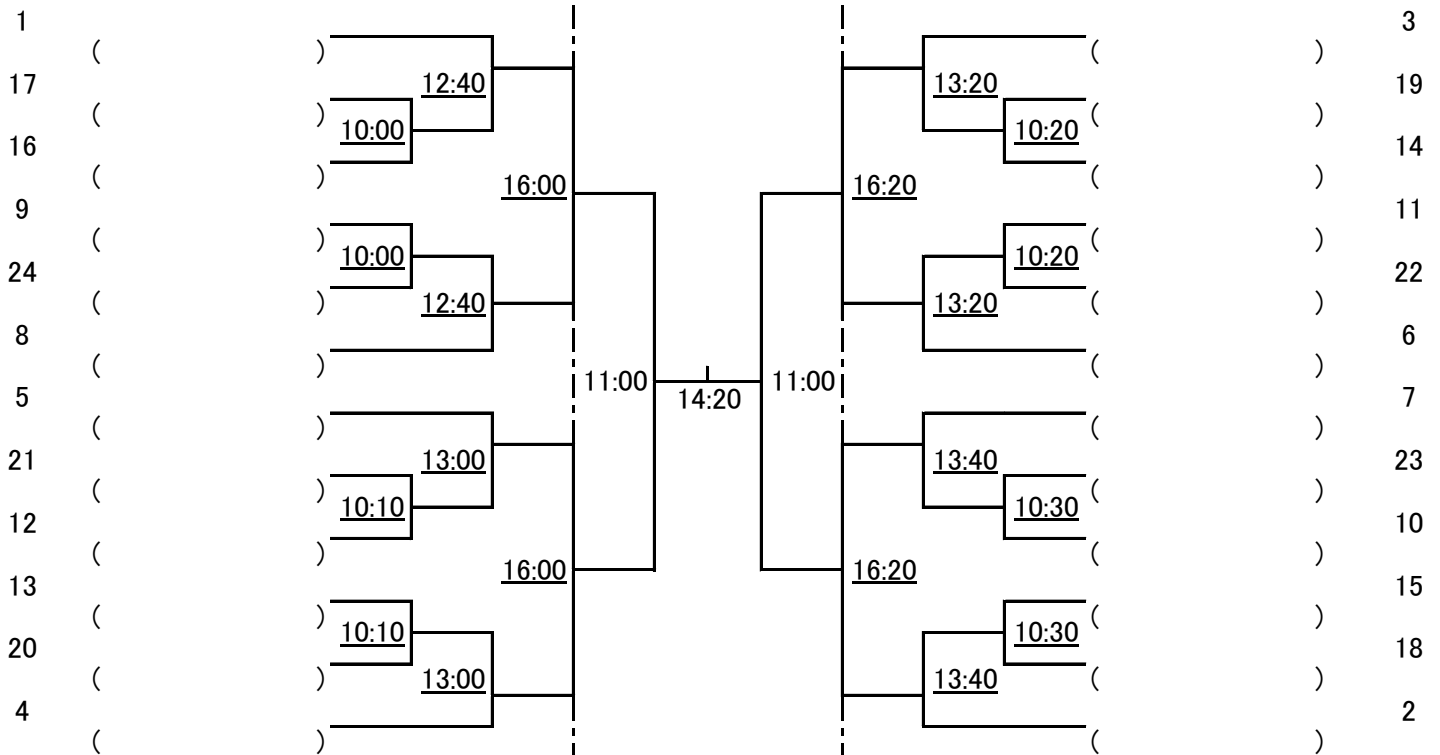 1 3
( ) ( )
17 12:40 13:20 19
( ) 10:00 10:20 ( )
16 14
( ) 16:00 16:20 ( )
9 11
( ) 10:00 10:20 ( )
24 22
( ) 12:40 13:20 ( )
8 6
( ) 11:00 14:20 11:00 ( )
5 7
( ) ( )
21 13:00 13:40 23
( ) 10:10 10:30 ( )
12 10
( ) 16:00 16:20 ( )
13 15
( ) 10:10 10:30 ( )
20 18
( ) 13:00 13:40 ( )
4 2
( ) ( )